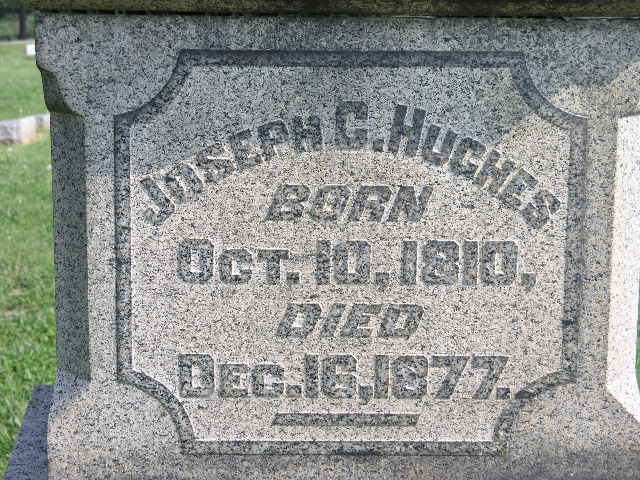 JOSEPH C. HUGHES
BORN
OCT. 10, 1810,
DIED
DEC. 16, 1877.